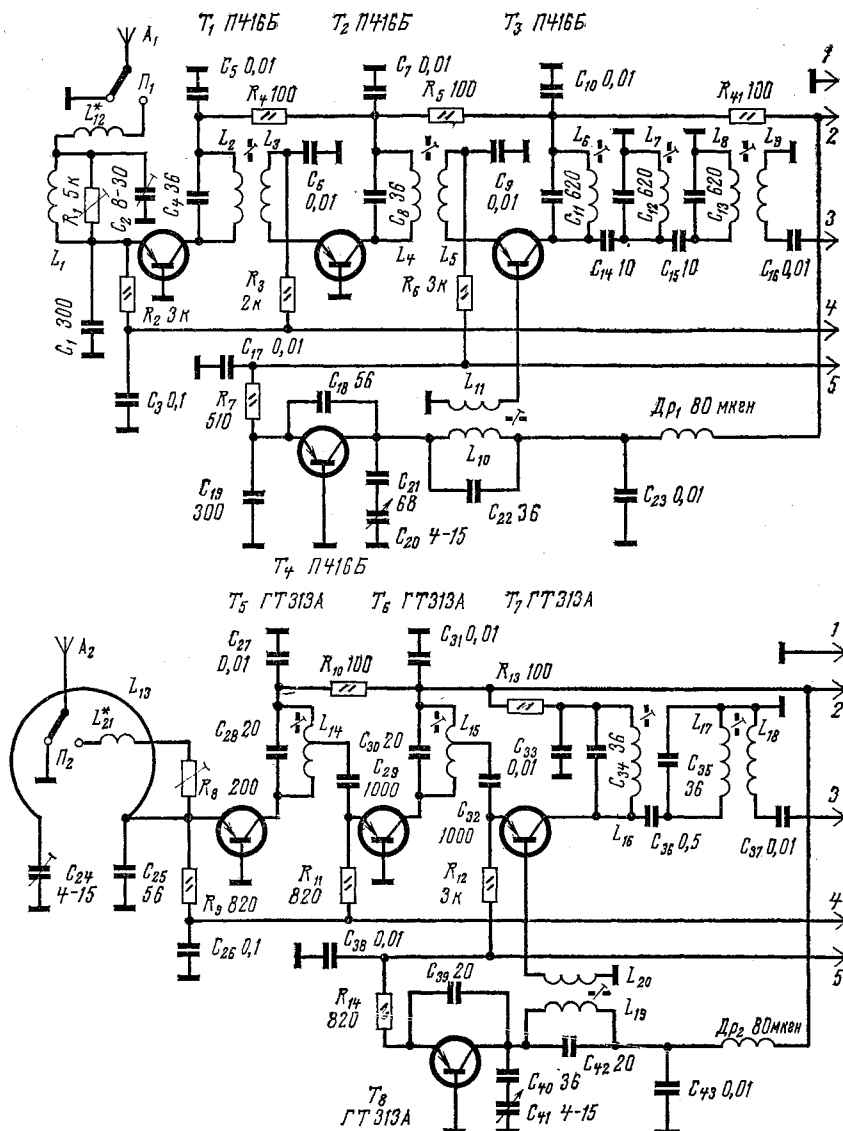 T₁ П416Б
T₂ П416Б
T₃ П416Б
A₁
П₁
L₁₂*
C₅ 0,01
C₇ 0,01
C₁₀ 0,01
1
R₄ 100
R₅ 100
R₄₁ 100
2
L₂
L₃
L₆
L₇
L₈
L₉
R₁ 5к
C₂ 8-30
C₄ 36
C₆
0,01
C₈ 36
C₉
0,01
C₁₁ 620
C₁₂ 620
C₁₃ 620
3
L₁
L₄
L₅
C₁₄ 10
C₁₅ 10
C₁₆ 0,01
C₁ 300
R₂ 3к
R₃
2к
R₆ 3к
4
C₁₇ 0,01
5
C₃ 0,1
R₇
510
C₁₈ 56
L₁₁
Др₁ 80 мкгн
L₁₀
C₁₉
300
C₂₁
68
C₂₂ 36
C₂₃ 0,01
C₂₀ 4-15
T₄ П416Б
T₅ ГТ313А
T₆ ГТ313А
T₇ ГТ313А
A₂
C₂₇
0,01
C₃₁ 0,01
1
L₁₃
R₁₀ 100
R₁₃ 100
2
L₂₁*
П₂
C₂₈ 20
L₁₄
C₃₀ 20
L₁₅
C₃₃
0,01
C₃₄ 36
L₁₇
L₁₈
R₈
200
C₂₉
1000
C₃₂
1000
C₃₅
36
3
L₁₆
C₃₆ 0,5
C₃₇ 0,01
C₂₄
4-15
C₂₅
56
R₉ 820
R₁₁
820
R₁₂
3к
4
C₂₆ 0,1
C₃₈ 0,01
5
C₃₉ 20
L₂₀
R₁₄
820
L₁₉
Др₂ 80мкгн
C₄₂ 20
T₈
ГТ313А
C₄₀ 36
C₄₁ 4-15
C₄₃ 0,01